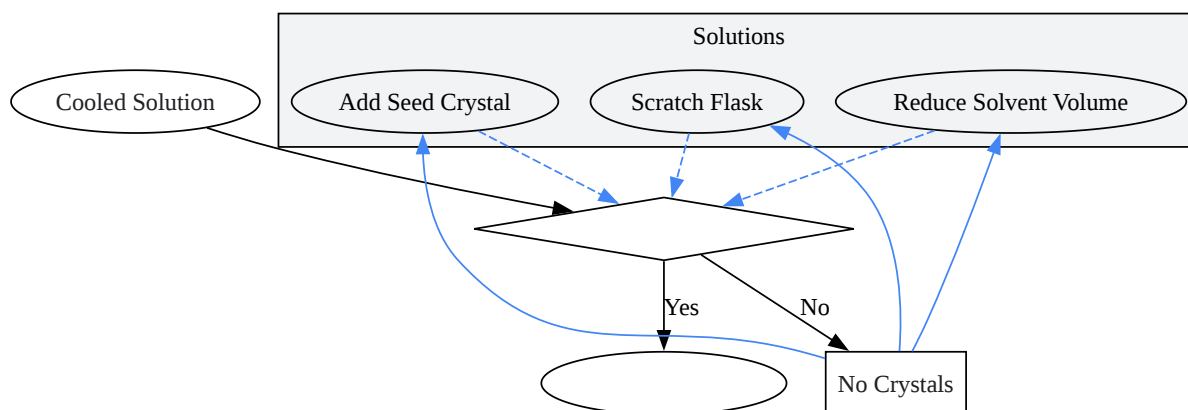 Solutions
Cooled Solution
Add Seed Crystal
Scratch Flask
Reduce Solvent Volume
Yes
No
No Crystals